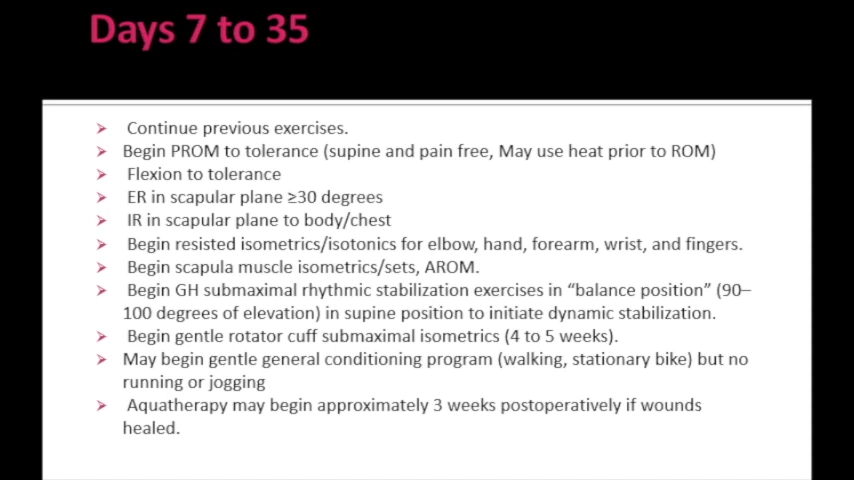 Days 7 to 35
➢ Continue previous exercises.
➢ Begin PROM to tolerance (supine and pain free, May use heat prior to ROM)
➢ Flexion to tolerance
➢ ER in scapular plane ≥30 degrees
➢ IR in scapular plane to body/chest
➢ Begin resisted isometrics/isotonics for elbow, hand, forearm, wrist, and fingers.
➢ Begin scapula muscle isometrics/sets, AROM.
➢ Begin GH submaximal rhythmic stabilization exercises in “balance position” (90–
100 degrees of elevation) in supine position to initiate dynamic stabilization.
➢ Begin gentle rotator cuff submaximal isometrics (4 to 5 weeks).
➢ May begin gentle general conditioning program (walking, stationary bike) but no
running or jogging
➢ Aquatherapy may begin approximately 3 weeks postoperatively if wounds
healed.